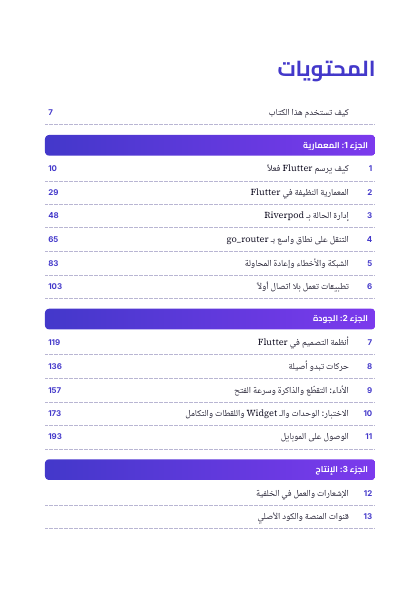 المحتويات
كيف تستخدم هذا الكتاب 7
الجزء 1: المعمارية
1 كيف يرسم Flutter فعلاً 10
2 المعمارية النظيفة في Flutter 29
3 إدارة الحالة بـ Riverpod 48
4 التنقل على نطاق واسع بـ go_router 65
5 الشبكة والأخطاء وإعادة المحاولة 83
6 تطبيقات تعمل بلا اتصال أولاً 103
الجزء 2: الجودة
7 أنظمة التصميم في Flutter 119
8 حركات تبدو أصيلة 136
9 الأداء: التقطّع والذاكرة وسرعة الفتح 157
10 الاختبار: الوحدات والـ Widget واللقطات والتكامل 173
11 الوصول على الموبايل 193
الجزء 3: الإنتاج
12 الإشعارات والعمل في الخلفية
13 قنوات المنصة والكود الأصلي